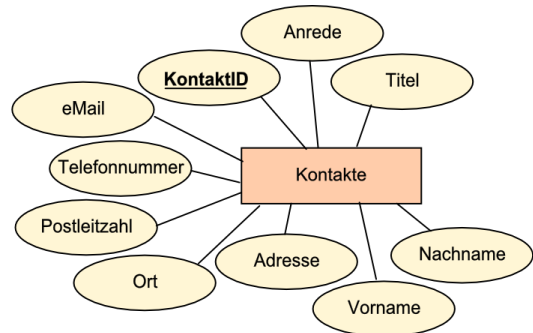 Anrede
KontaktID
Titel
eMail
Telefonnummer
Kontakte
Postleitzahl
Nachname
Adresse
Ort
Vorname